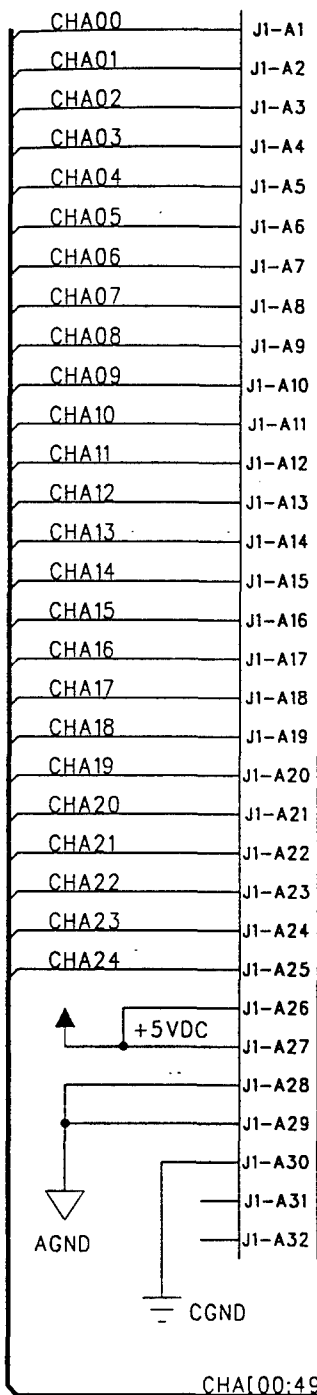 CHA00 J1-A1
CHA01 J1-A2
CHA02 J1-A3
CHA03 J1-A4
CHA04 J1-A5
CHA05 J1-A6
CHA06 J1-A7
CHA07 J1-A8
CHA08 J1-A9
CHA09 J1-A10
CHA10 J1-A11
CHA11 J1-A12
CHA12 J1-A13
CHA13 J1-A14
CHA14 J1-A15
CHA15 J1-A16
CHA16 J1-A17
CHA17 J1-A18
CHA18 J1-A19
CHA19 J1-A20
CHA20 J1-A21
CHA21 J1-A22
CHA22 J1-A23
CHA23 J1-A24
CHA24 J1-A25
J1-A26
+5VDC J1-A27
J1-A28
J1-A29
J1-A30
J1-A31
AGND J1-A32
CGND
CHA[00:49